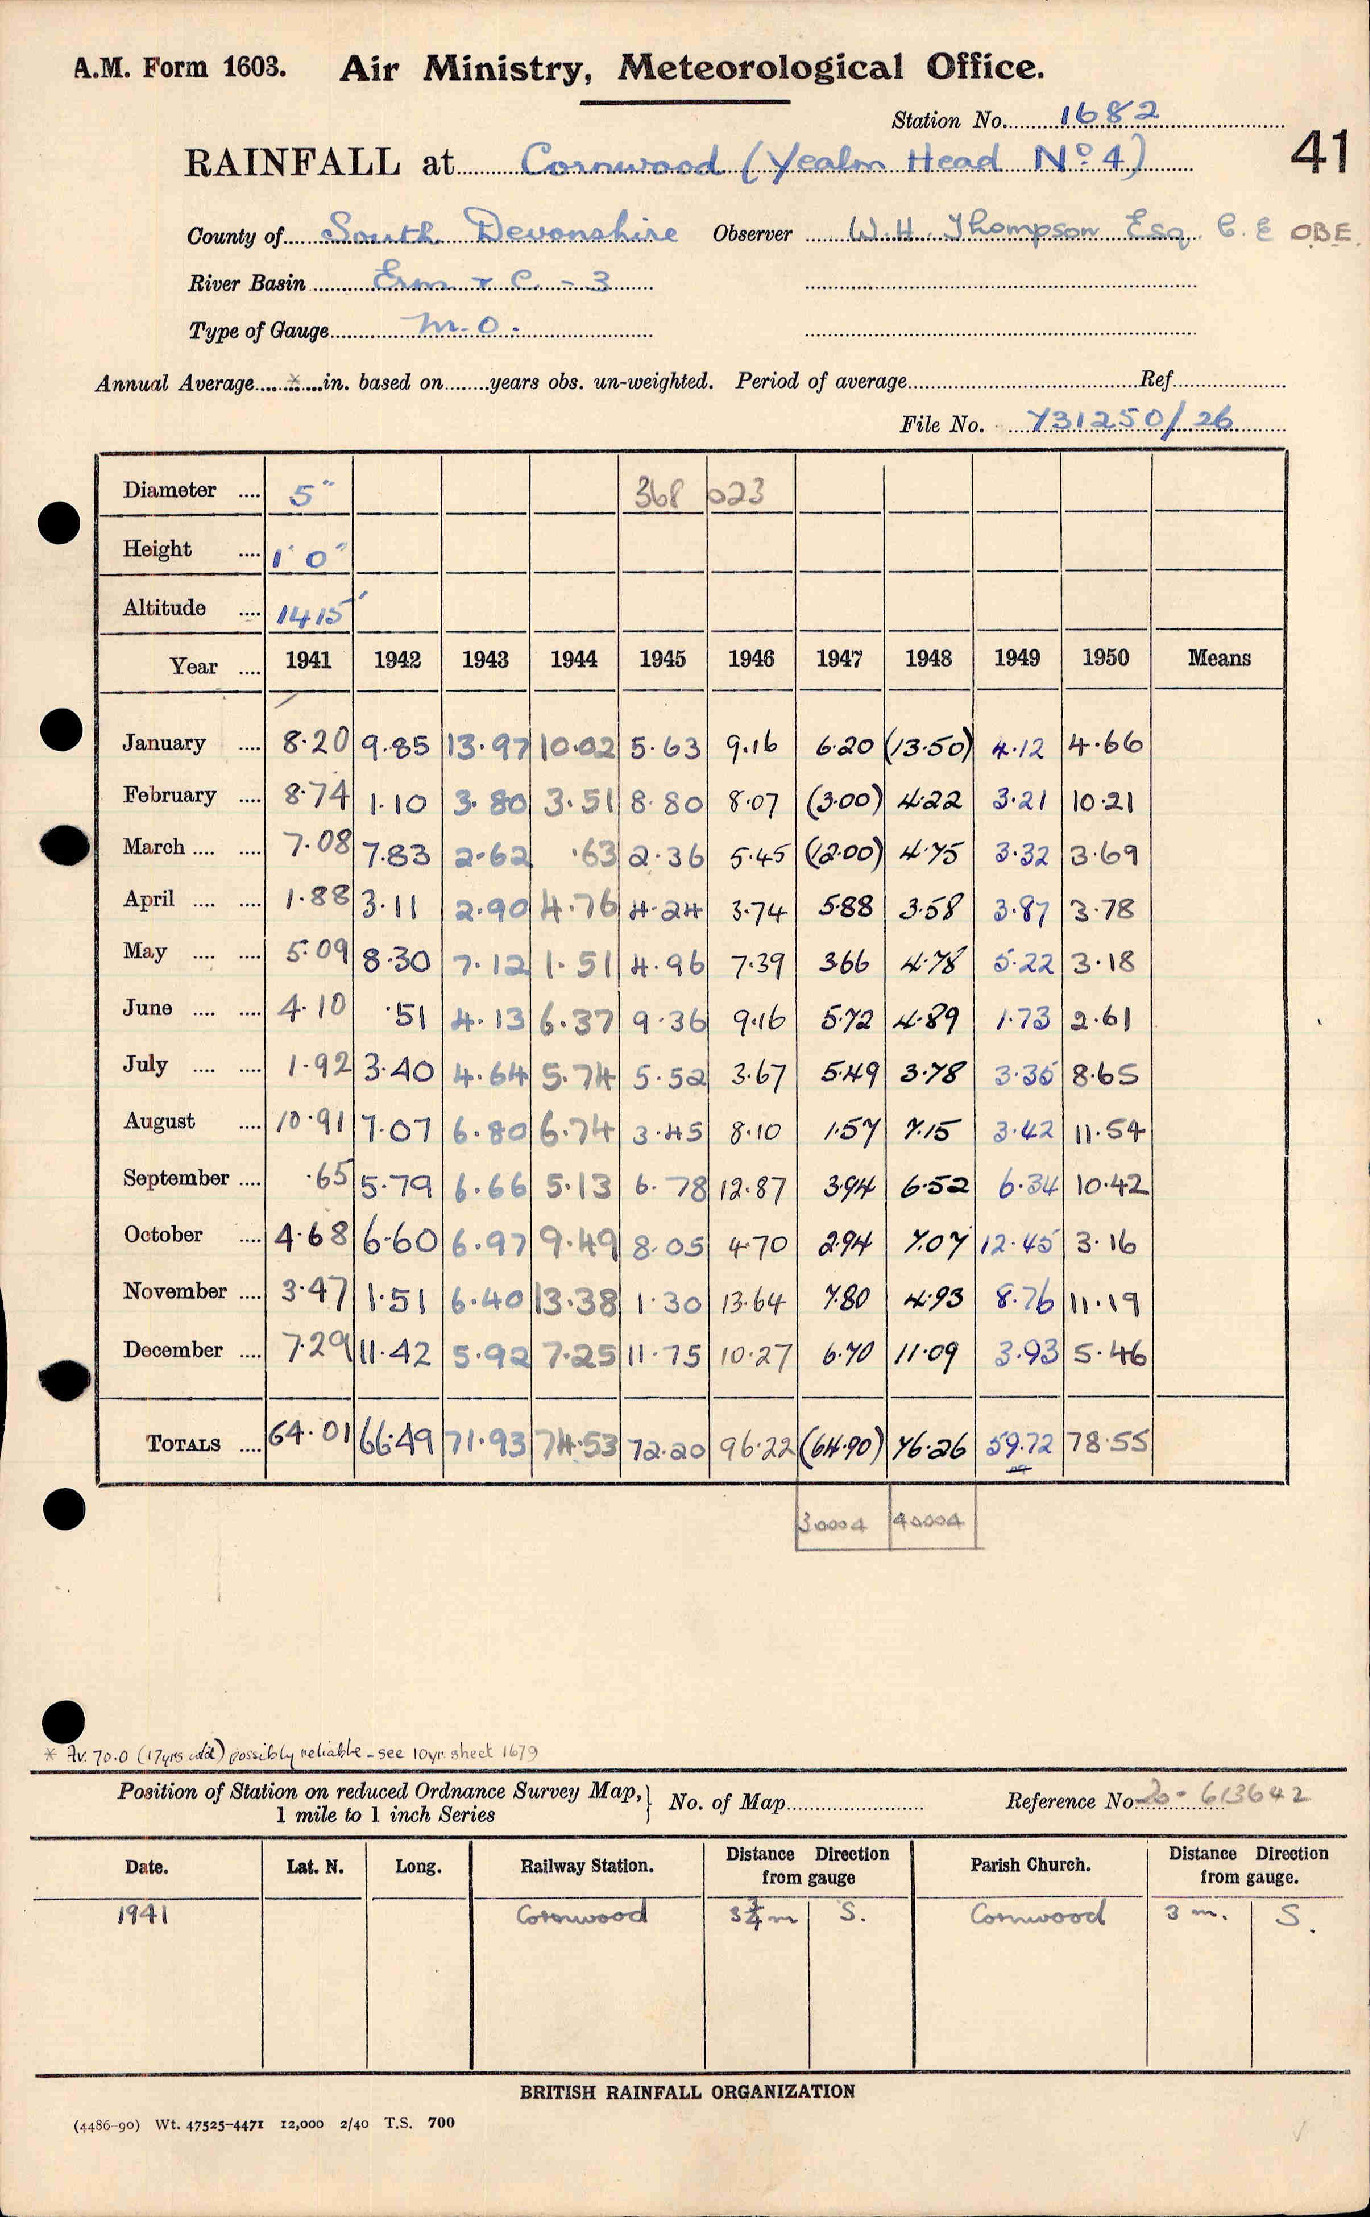 A.M. Form 1603. Air Ministry, Meteorological Office.
Station No. 1682
41
RAINFALL at Cornwood (Yealm Head No. 4)
County of South Devonshire Observer W. H. Thompson Esq C. E OBE.
River Basin Erm & C. - 3
Type of Gauge M. O.
Annual Average * in. based on years obs. un-weighted. Period of average Ref
File No. 731250/26
Diameter 5" 368 023
Height 1' 0"
Altitude 1415'
Year 1941 1942 1943 1944 1945 1946 1947 1948 1949 1950 Means
January 8.20 9.85 13.97 10.02 5.63 9.16 6.20 (13.50) 4.12 4.66
February 8.74 1.10 3.80 3.51 8.80 8.07 (3.00) 4.22 3.21 10.21
March 7.08 7.83 2.62 .63 2.36 5.45 (12.00) 4.75 3.32 3.69
April 1.88 3.11 2.90 4.76 4.24 3.74 5.88 3.58 3.87 3.78
May 5.09 8.30 7.12 1.51 4.96 7.39 3.66 4.78 5.22 3.18
June 4.10 .51 4.13 6.37 9.36 9.16 5.72 4.89 1.73 2.61
July 1.92 3.40 4.64 5.74 5.52 3.67 5.49 3.78 3.35 8.65
August 10.91 7.07 6.80 6.74 3.45 8.10 1.57 7.15 3.42 11.54
September .65 5.79 6.66 5.13 6.78 12.87 3.94 6.52 6.34 10.42
October 4.68 6.60 6.97 9.49 8.05 4.70 2.94 7.07 12.45 3.16
November 3.47 1.51 6.40 13.38 1.30 13.64 7.80 4.93 8.76 11.19
December 7.29 11.42 5.92 7.25 11.75 10.27 6.70 11.09 3.93 5.46
TOTALS 64.01 66.49 71.93 74.53 72.20 96.22 (64.90) 76.26 59.72 78.55
30004 40004
* Av. 70.0 (17yrs wtd) possibly reliable - see 10yr. sheet 1679
Position of Station on reduced Ordnance Survey Map, 1 mile to 1 inch Series } No. of Map Reference No 20- 613642
Date. Lat. N. Long. Railway Station. Distance Direction from gauge Parish Church. Distance Direction from gauge.
1941 Cornwood 3¾ m S. Cornwood 3 m. S.
BRITISH RAINFALL ORGANIZATION
(4486-90) Wt. 47525-4471 12,000 2/40 T.S. 700